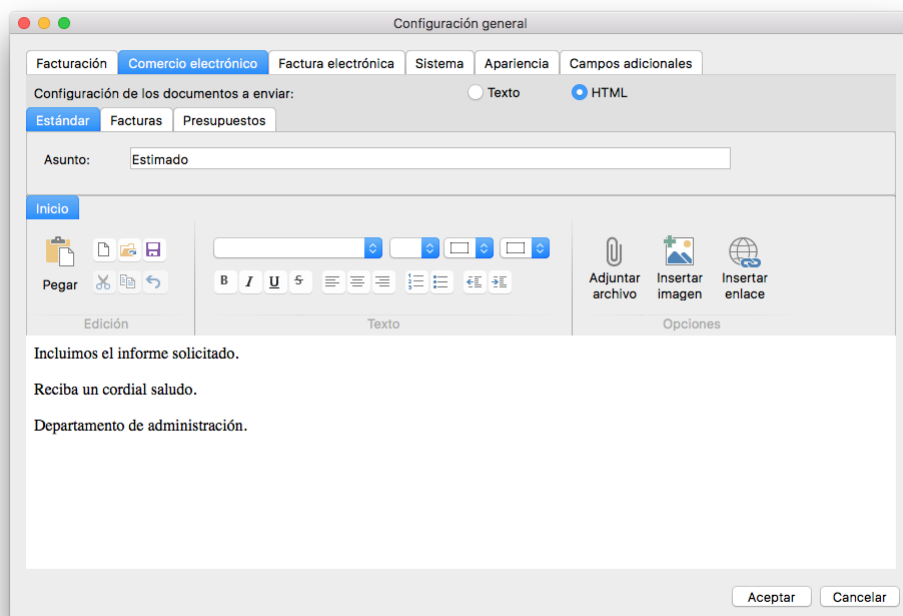 Configuración general
Facturación Comercio electrónico Factura electrónica Sistema Apariencia Campos adicionales
Configuración de los documentos a enviar: Texto HTML
Estándar Facturas Presupuestos
Asunto: Estimado
Inicio
Pegar
B I U S
Adjuntar archivo
Insertar imagen
Insertar enlace
Edición Texto Opciones
Incluimos el informe solicitado.
Reciba un cordial saludo.
Departamento de administración.
Aceptar Cancelar